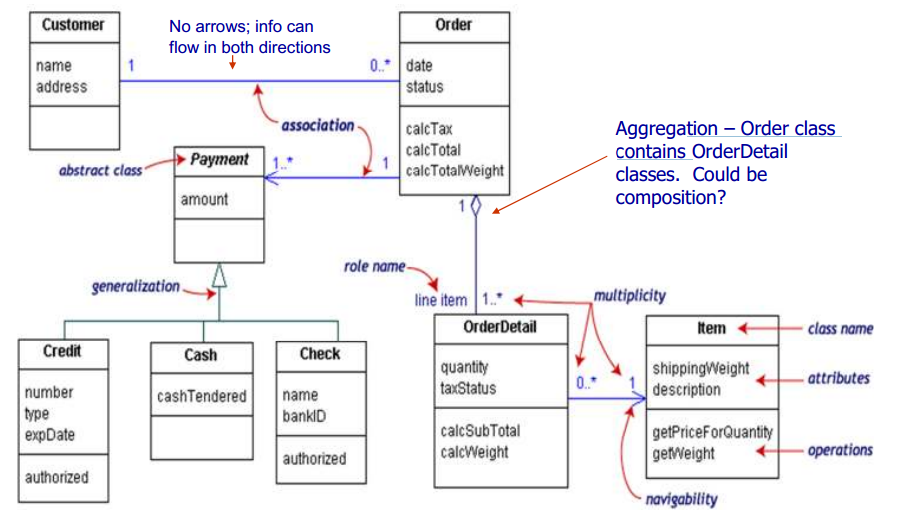 Customer
name
address
1
No arrows; info can
flow in both directions
0..*
Order
date
status
calcTax
calcTotal
calcTotalWeight
association
abstract class
Payment
amount
1..*
1
Aggregation – Order class
contains OrderDetail
classes. Could be
composition?
1
generalization
role name
line item
1..*
multiplicity
Credit
number
type
expDate
authorized
Cash
cashTendered
Check
name
bankID
authorized
OrderDetail
quantity
taxStatus
calcSubTotal
calcWeight
0..*
1
Item
shippingWeight
description
getPriceForQuantity
getWeight
class name
attributes
operations
navigability